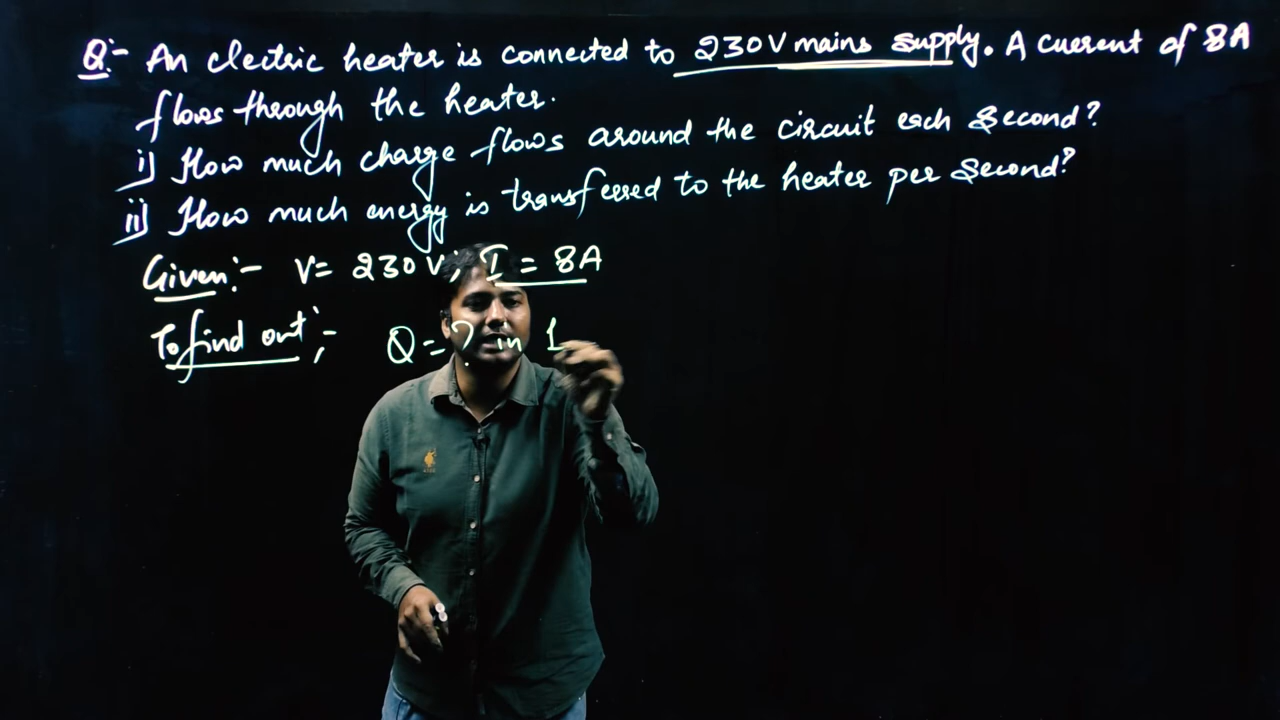 Q:- An electric heater is connected to 230V mains supply. A current of 8A
flows through the heater.
i) How much charge flows around the circuit each second?
ii) How much energy is transferred to the heater per second?
Given:- V= 230V; I = 8A
To find out:- Q=? in 1